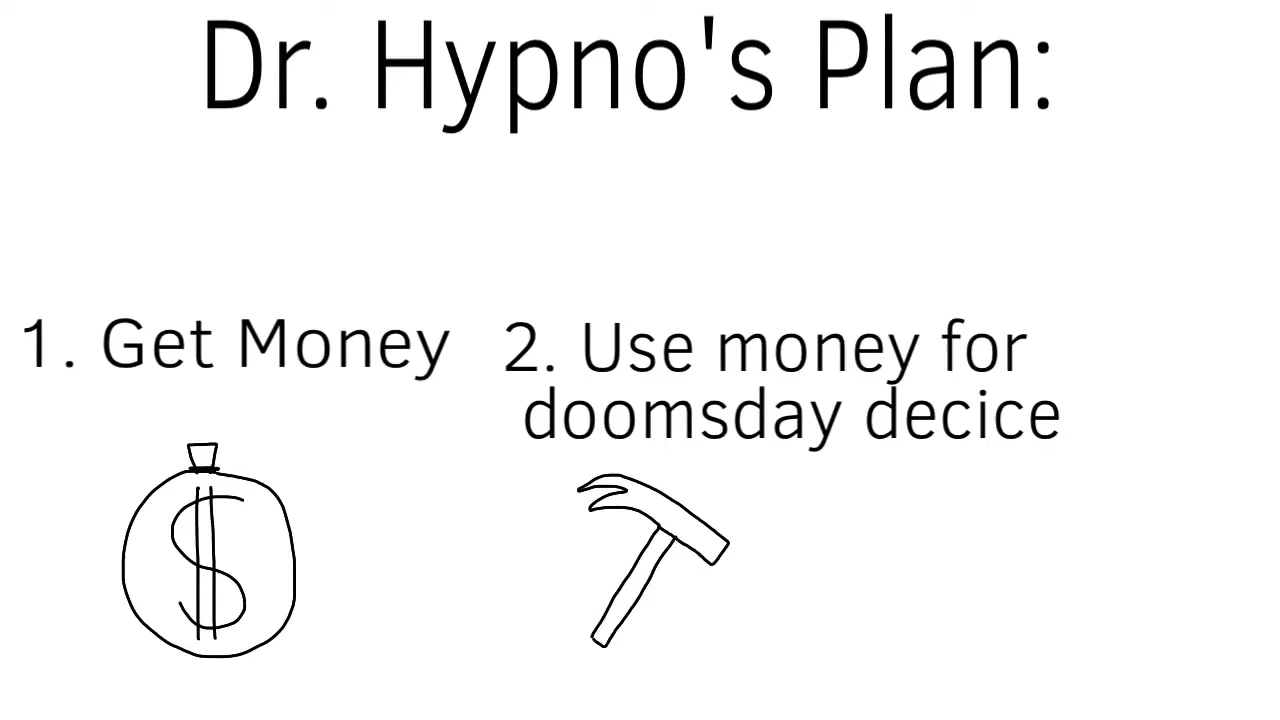 Dr. Hypno's Plan:
1. Get Money
2. Use money for
doomsday decice
$